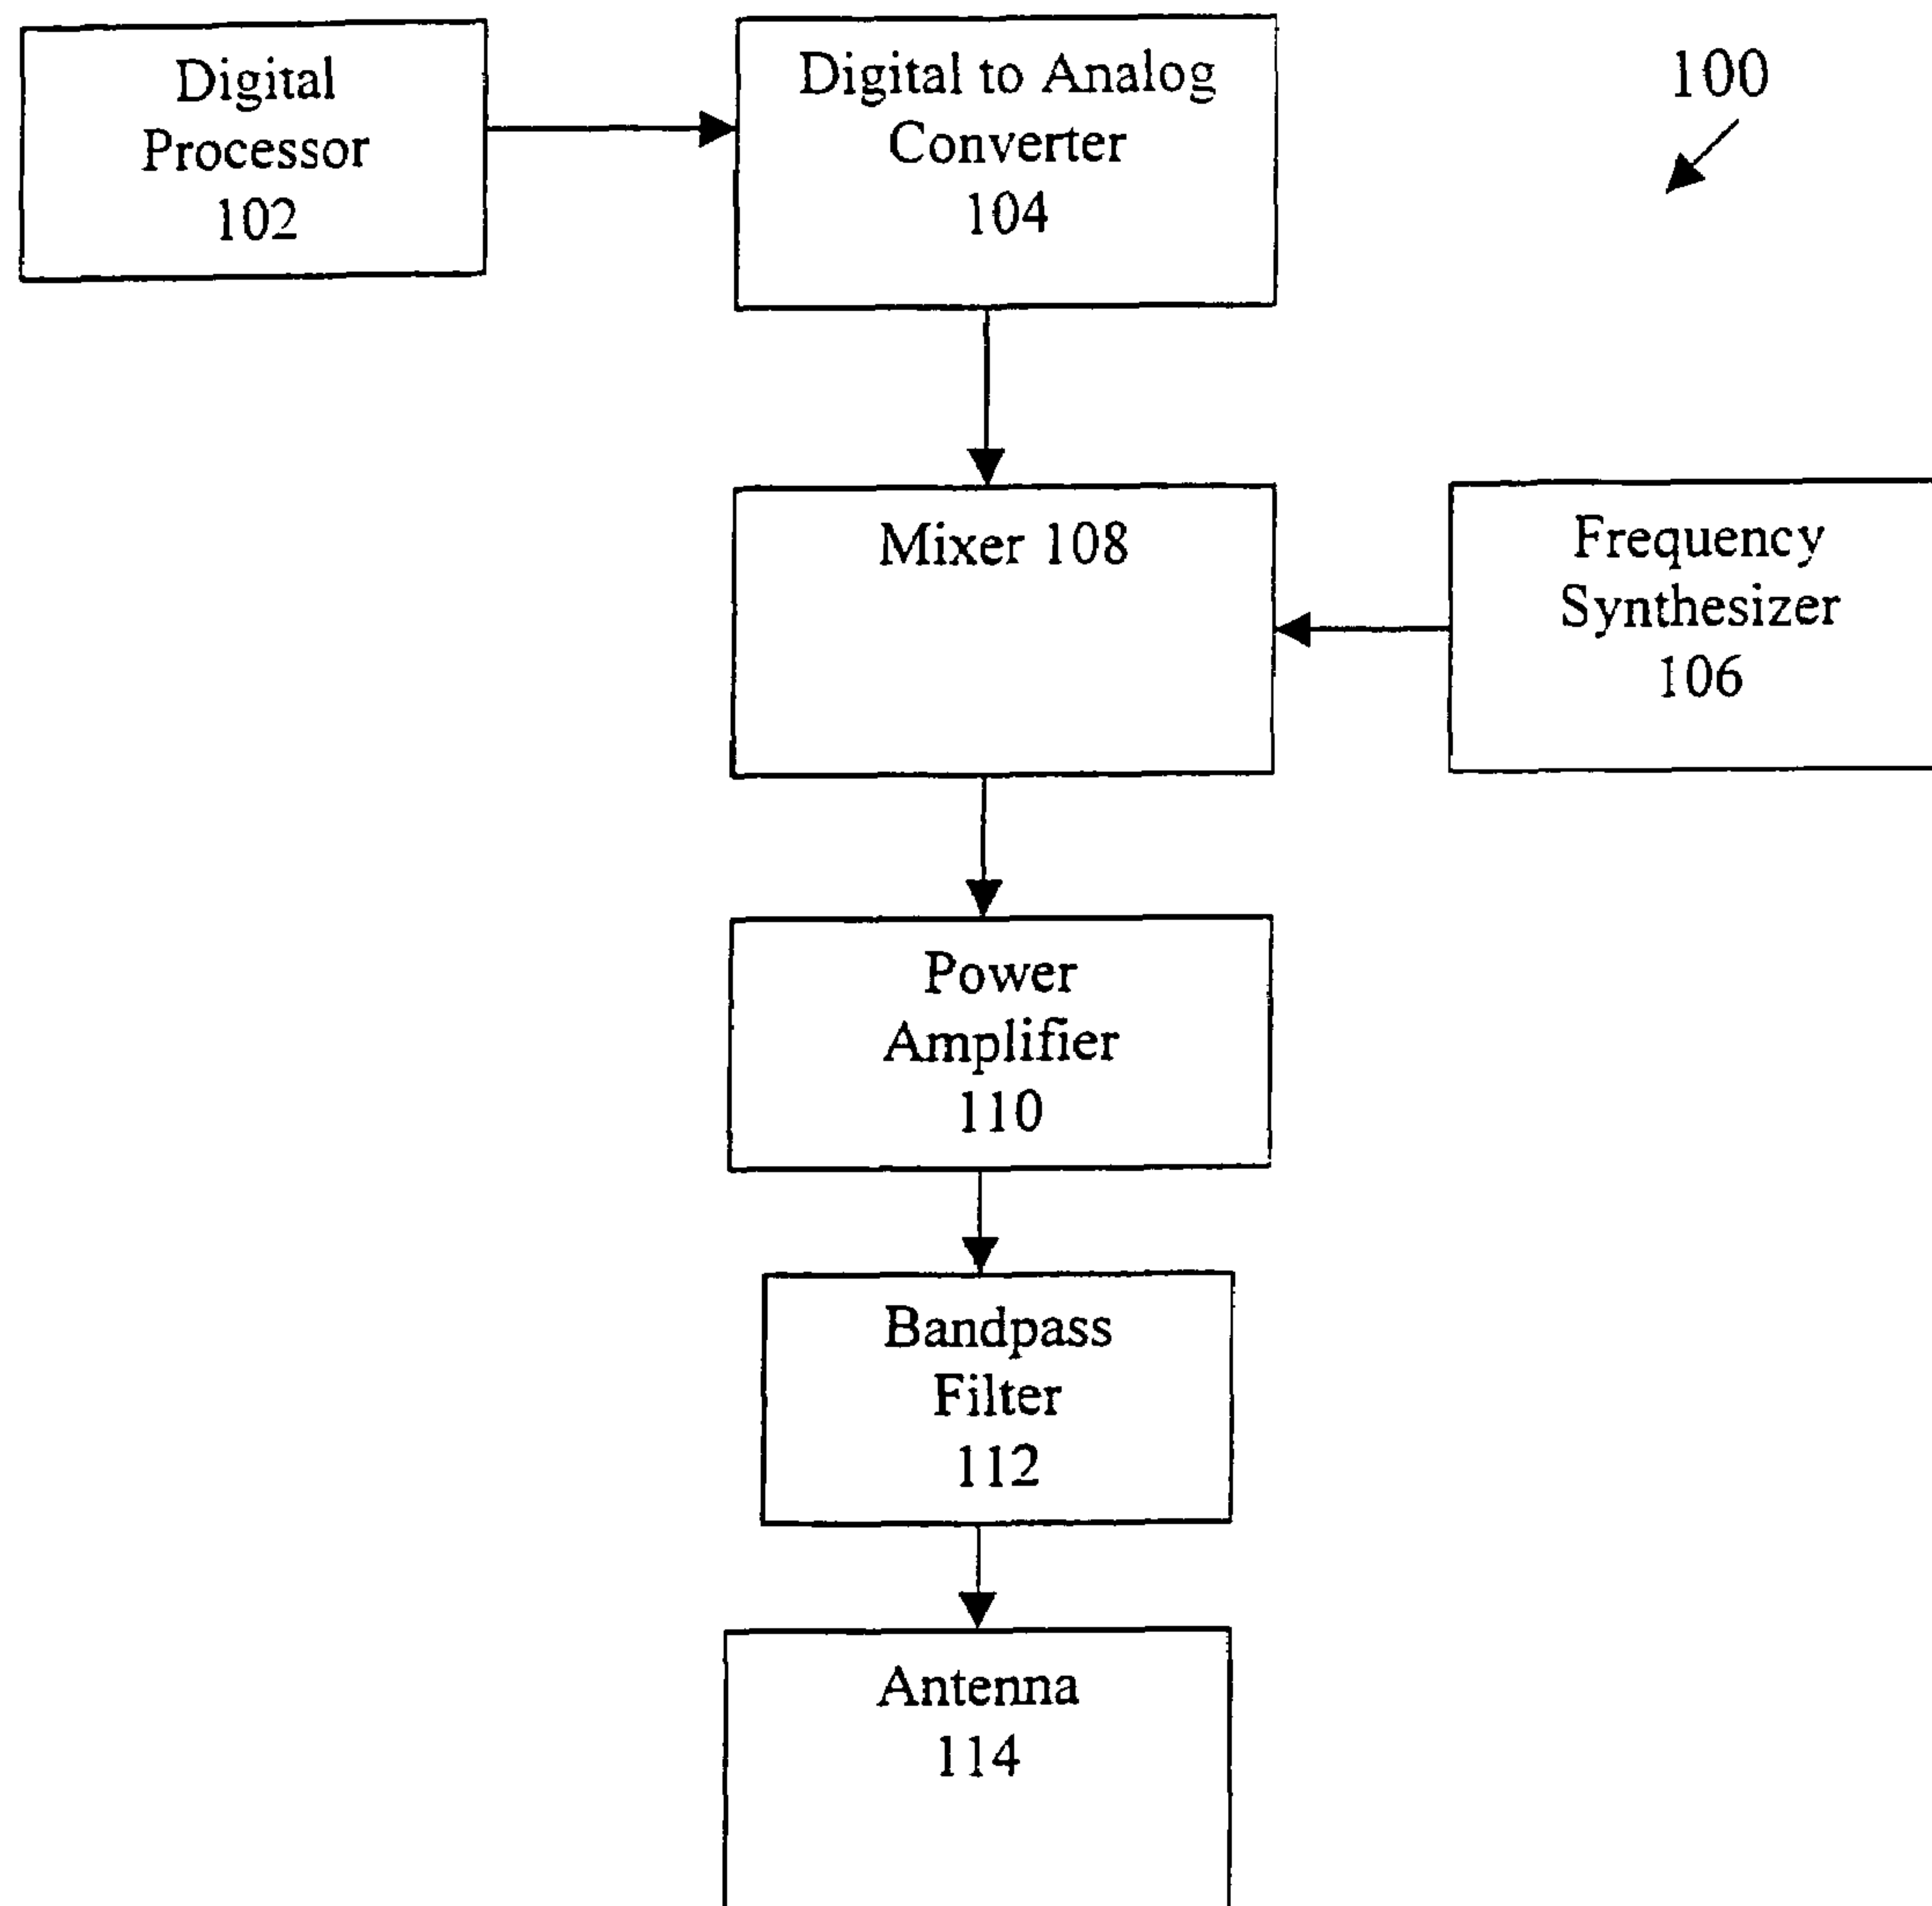 Digital
Processor
102
Digital to Analog
Converter
104
100
Mixer 108
Frequency
Synthesizer
106
Power
Amplifier
110
Bandpass
Filter
112
Antenna
114